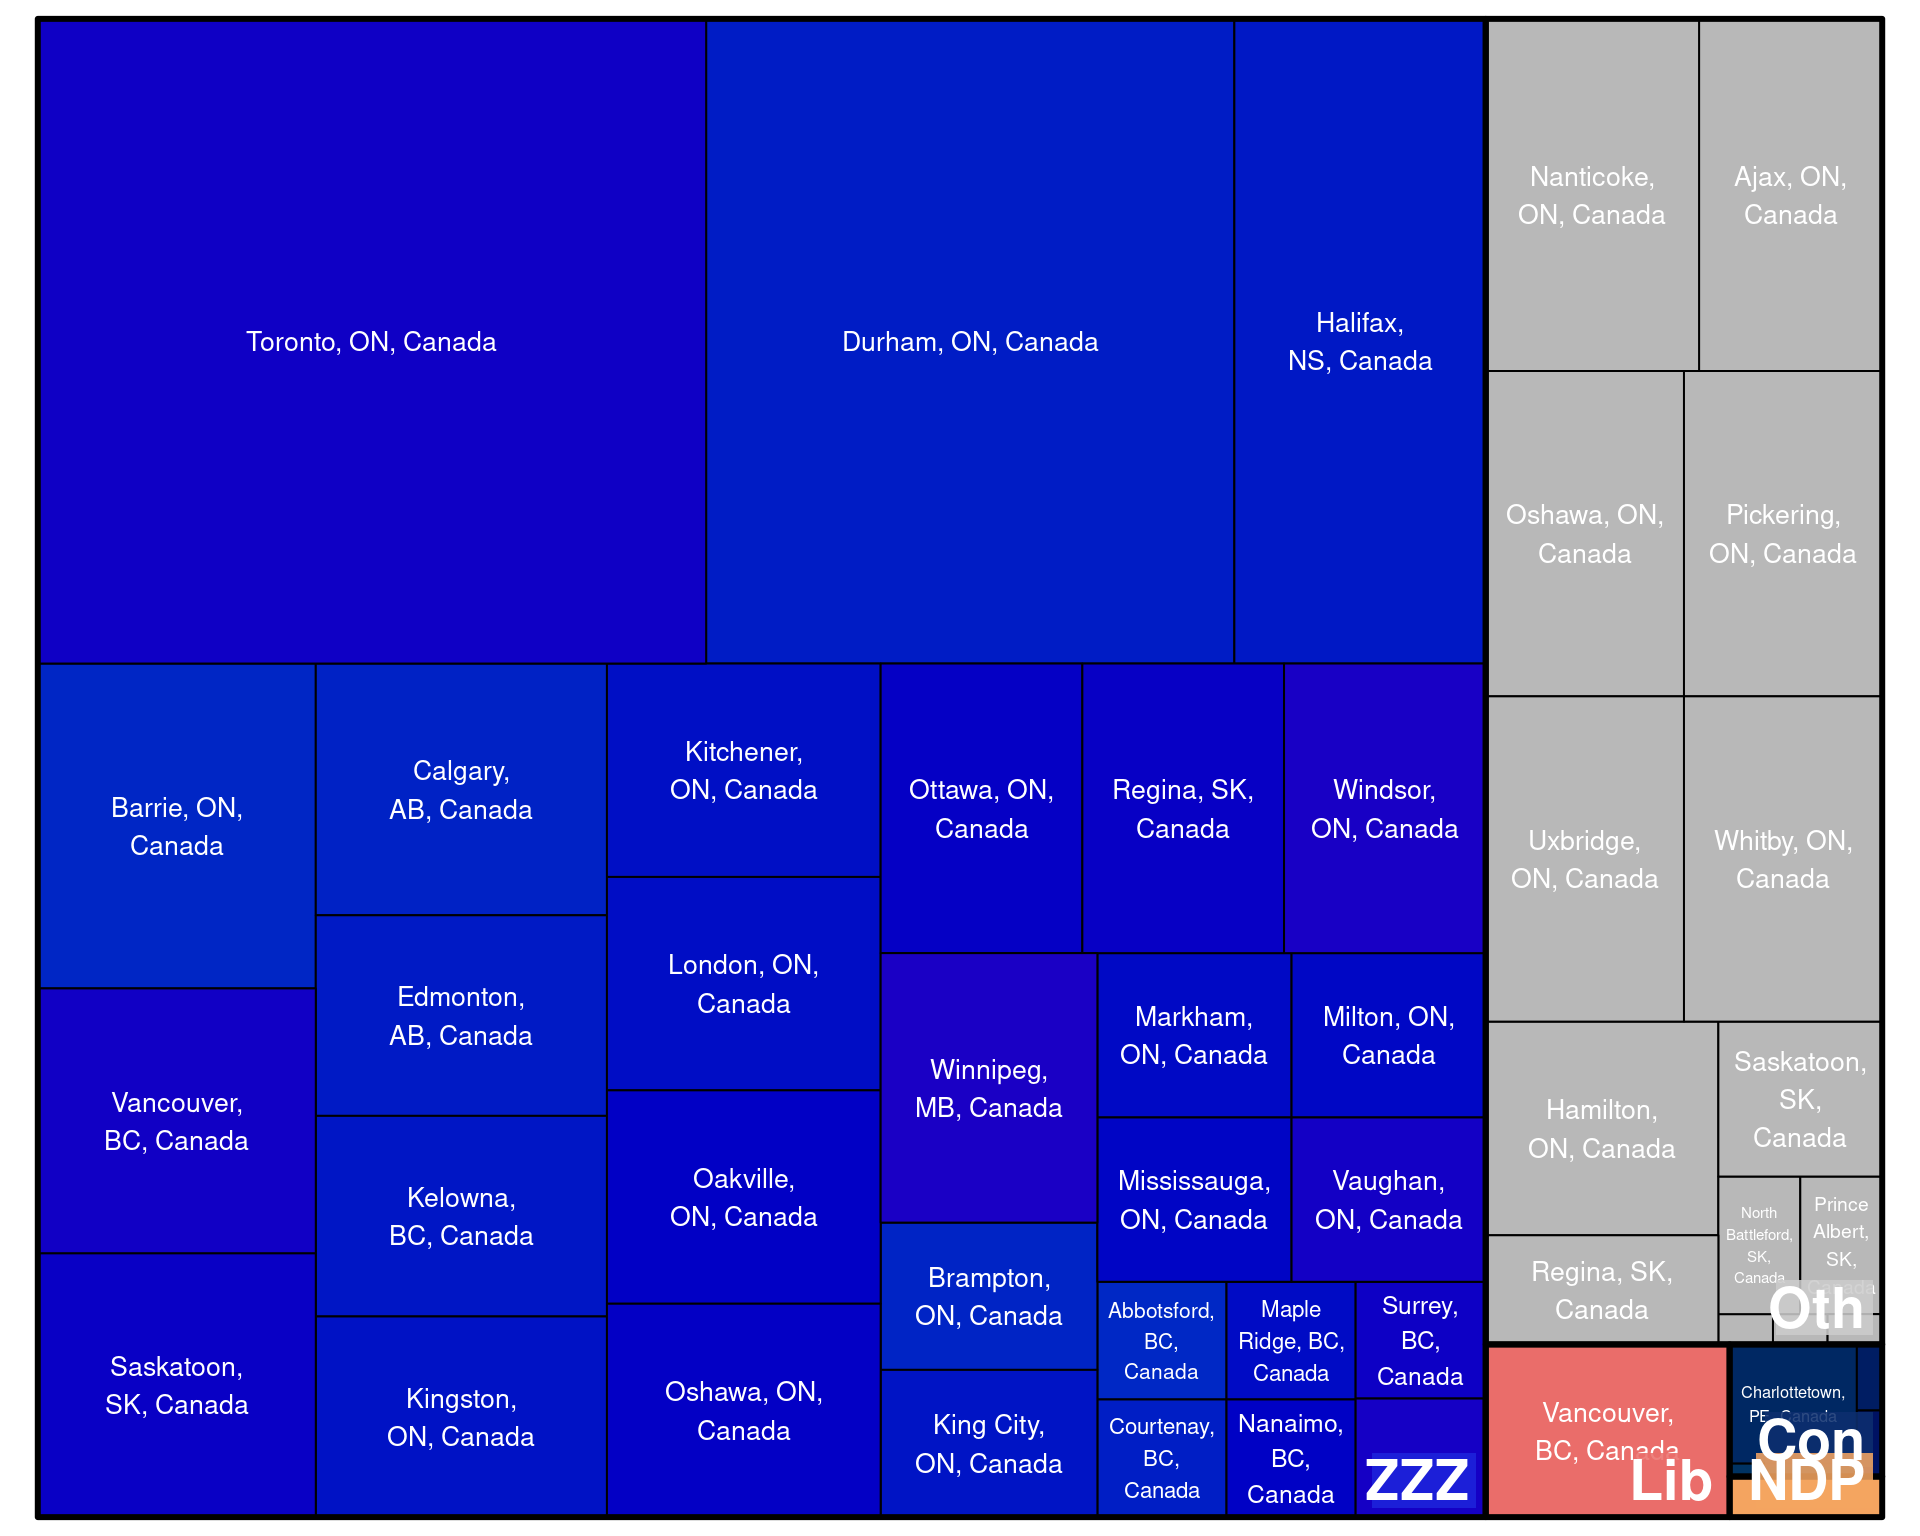 Toronto, ON, Canada
Durham, ON, Canada
Halifax,
NS, Canada
Barrie, ON,
Canada
Vancouver,
BC, Canada
Saskatoon,
SK, Canada
Calgary,
AB, Canada
Edmonton,
AB, Canada
Kelowna,
BC, Canada
Kingston,
ON, Canada
Kitchener,
ON, Canada
London, ON,
Canada
Oakville,
ON, Canada
Oshawa, ON,
Canada
Ottawa, ON,
Canada
Regina, SK,
Canada
Windsor,
ON, Canada
Winnipeg,
MB, Canada
Brampton,
ON, Canada
King City,
ON, Canada
Markham,
ON, Canada
Milton, ON,
Canada
Mississauga,
ON, Canada
Vaughan,
ON, Canada
Abbotsford,
BC,
Canada
Courtenay,
BC,
Canada
Maple
Ridge, BC,
Canada
Nanaimo,
BC,
Canada
Surrey,
BC,
Canada
ZZZ
Nanticoke,
ON, Canada
Ajax, ON,
Canada
Oshawa, ON,
Canada
Pickering,
ON, Canada
Uxbridge,
ON, Canada
Whitby, ON,
Canada
Hamilton,
ON, Canada
Regina, SK,
Canada
Saskatoon,
SK,
Canada
North
Battleford,
SK,
Canada
Prince
Albert,
SK,
Canada
Oth
Vancouver,
BC, Canada
Lib
Charlottetown,
PE, Canada
Con
NDP